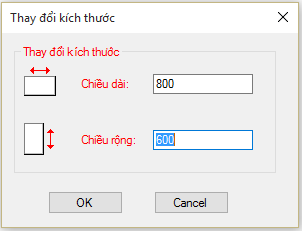 Thay đổi kích thước
Thay đổi kích thước
Chiều dài: 800
Chiều rộng: 600
OK Cancel